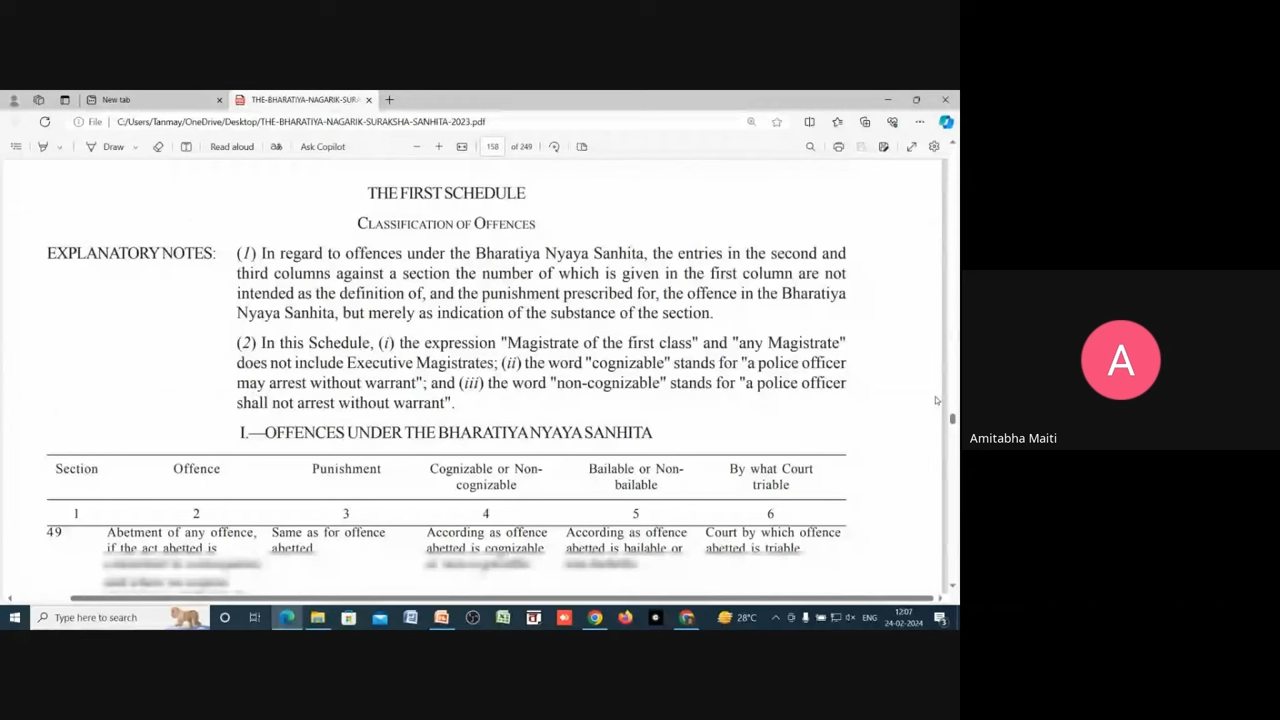 New tab
THE-BHARATIYA-NAGARIK-SURA
File
C:/Users/Tanmay/OneDrive/Desktop/THE-BHARATIYA-NAGARIK-SURAKSHA-SANHITA-2023.pdf
Draw
Read aloud
Ask Copilot
158 of 249
THE FIRST SCHEDULE
CLASSIFICATION OF OFFENCES
EXPLANATORY NOTES: (1) In regard to offences under the Bharatiya Nyaya Sanhita, the entries in the second and
third columns against a section the number of which is given in the first column are not
intended as the definition of, and the punishment prescribed for, the offence in the Bharatiya
Nyaya Sanhita, but merely as indication of the substance of the section.
(2) In this Schedule, (i) the expression "Magistrate of the first class" and "any Magistrate"
does not include Executive Magistrates; (ii) the word "cognizable" stands for "a police officer
may arrest without warrant"; and (iii) the word "non-cognizable" stands for "a police officer
shall not arrest without warrant".
I.—OFFENCES UNDER THE BHARATIYA NYAYA SANHITA
Section Offence Punishment Cognizable or Non- Bailable or Non- By what Court
cognizable bailable triable
1 2 3 4 5 6
49 Abetment of any offence, Same as for offence According as offence According as offence Court by which offence
if the act abetted is abetted abetted is cognizable abetted is bailable or abetted is triable
Type here to search
28°C
ENG
12:07
24-02-2024
A
Amitabha Maiti